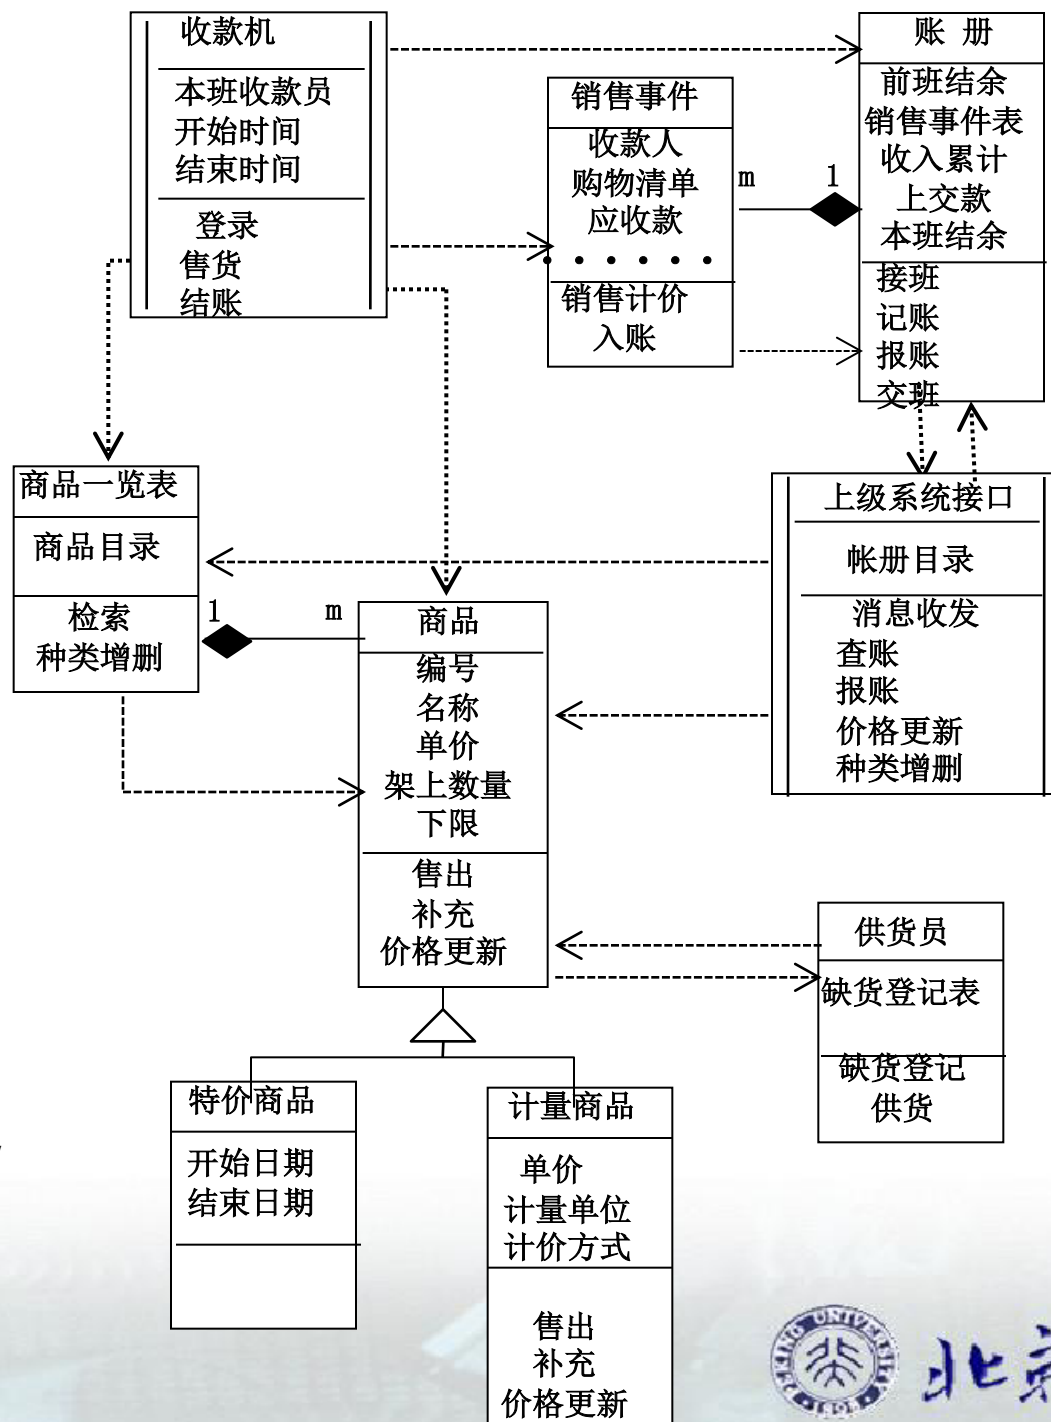 收款机
本班收款员
开始时间
结束时间
登录
售货
结账
销售事件
收款人
购物清单
应收款
......
销售计价
入账
m
1
账 册
前班结余
销售事件表
收入累计
上交款
本班结余
接班
记账
报账
交班
商品一览表
商品目录
检索
种类增删
1
m
商品
编号
名称
单价
架上数量
下限
售出
补充
价格更新
上级系统接口
帐册目录
消息收发
查账
报账
价格更新
种类增删
供货员
缺货登记表
缺货登记
供货
特价商品
开始日期
结束日期
计量商品
单价
计量单位
计价方式
售出
补充
价格更新